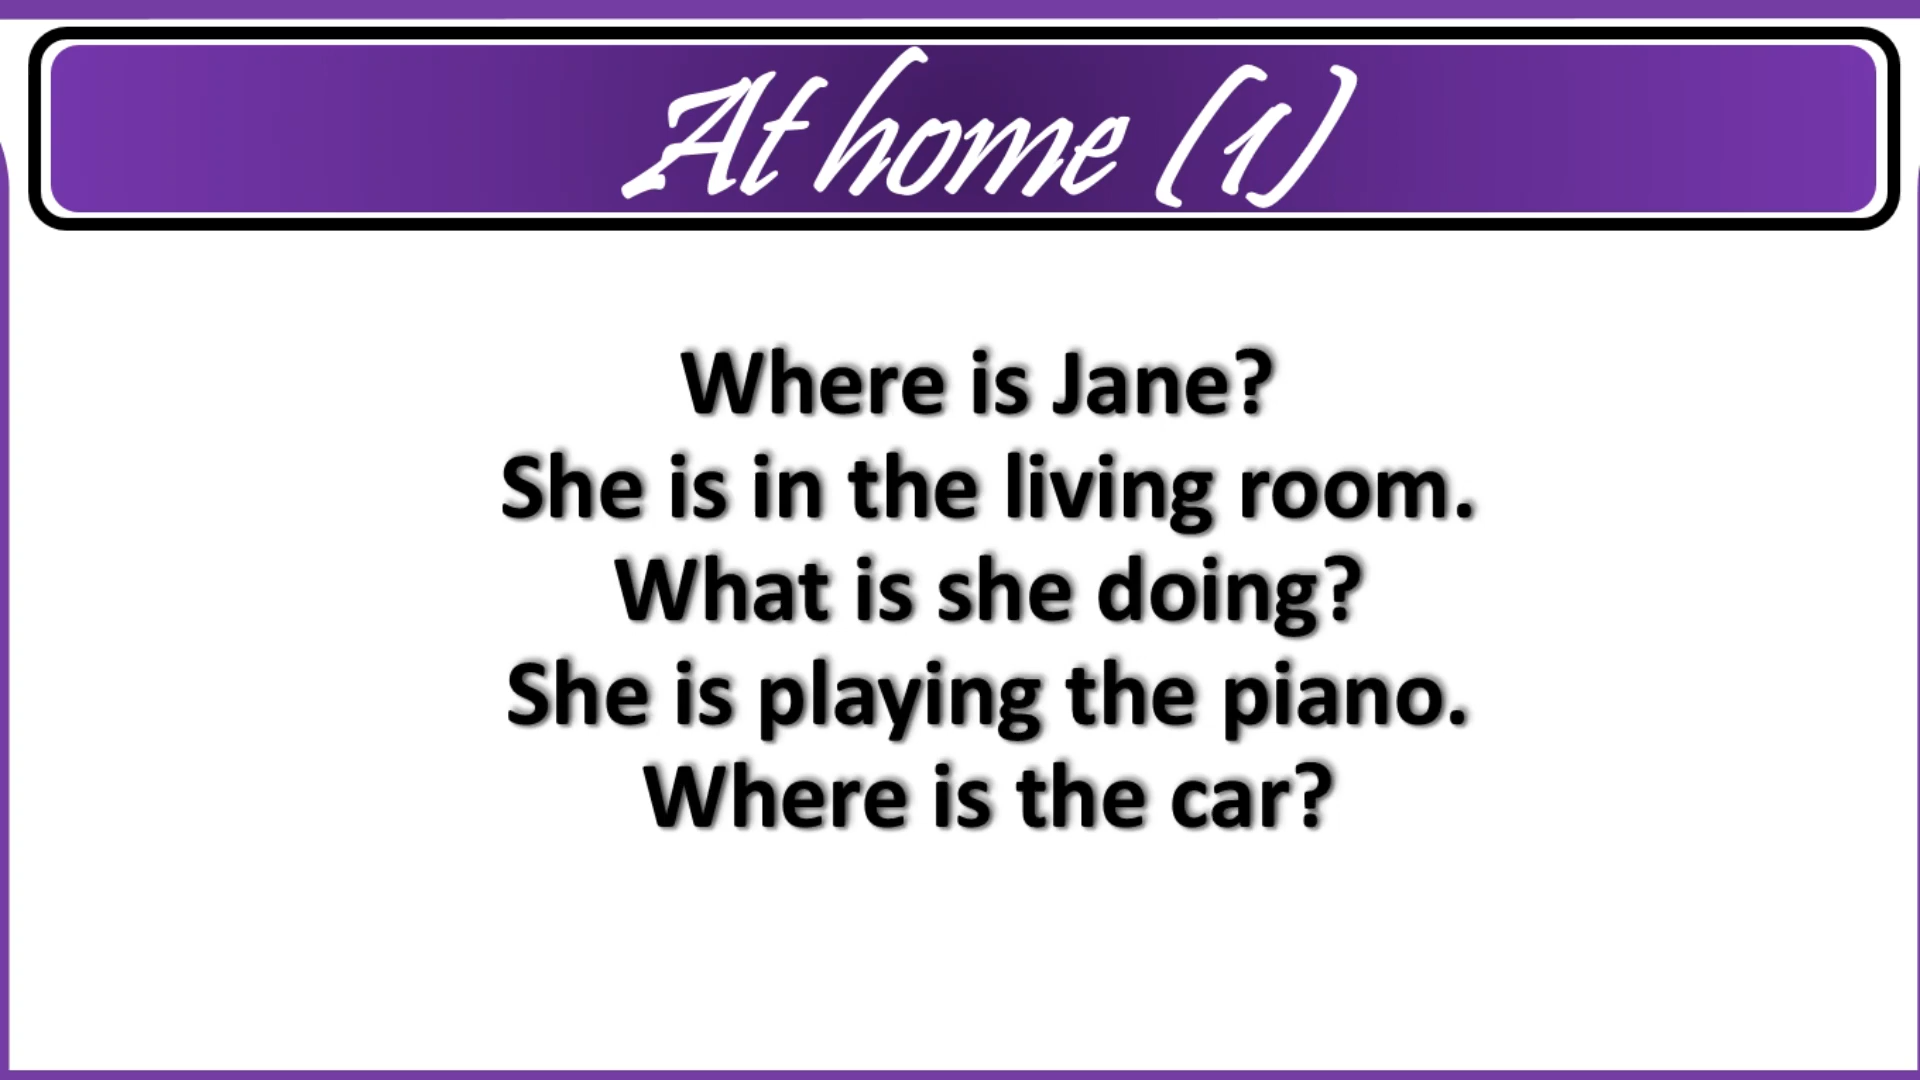 At home (1)
Where is Jane?
She is in the living room.
What is she doing?
She is playing the piano.
Where is the car?